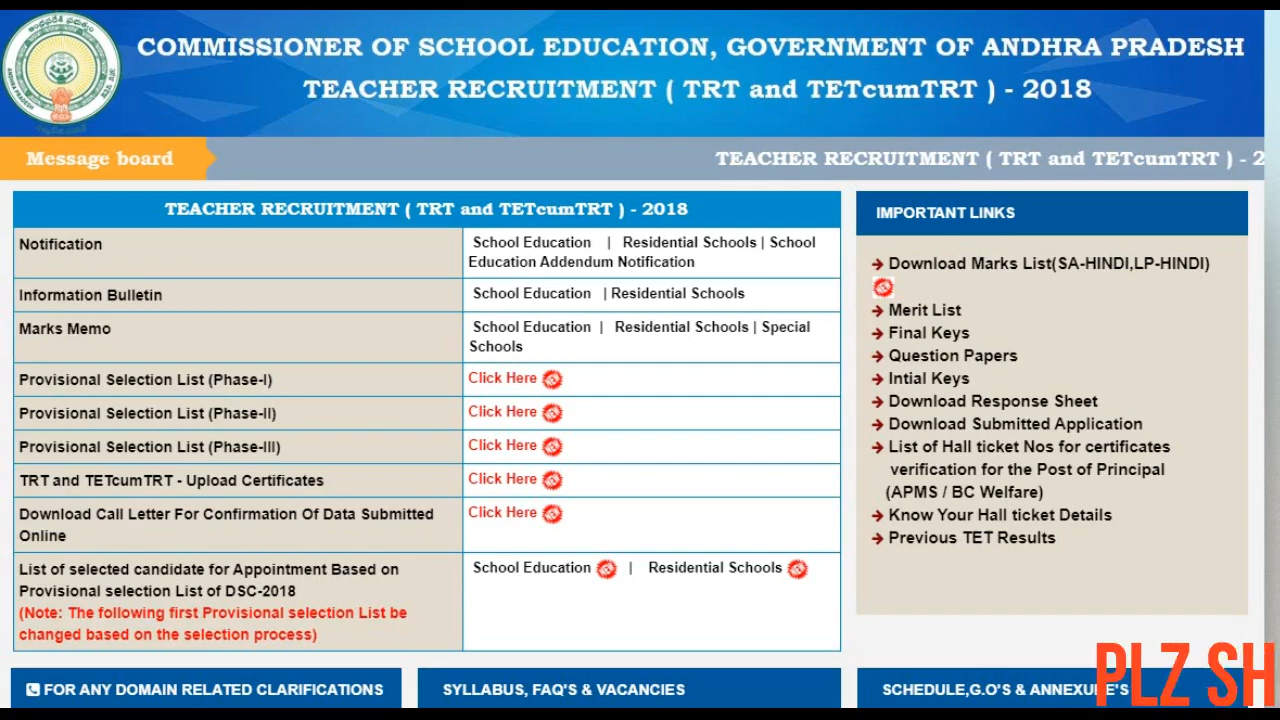 COMMISSIONER OF SCHOOL EDUCATION, GOVERNMENT OF ANDHRA PRADESH
TEACHER RECRUITMENT ( TRT and TETcumTRT ) - 2018
Message board
TEACHER RECRUITMENT ( TRT and TETcumTRT ) - 2
TEACHER RECRUITMENT ( TRT and TETcumTRT ) - 2018
Notification
School Education | Residential Schools | School
Education Addendum Notification
Information Bulletin
School Education | Residential Schools
Marks Memo
School Education | Residential Schools | Special
Schools
Provisional Selection List (Phase-I)
Click Here
Provisional Selection List (Phase-II)
Click Here
Provisional Selection List (Phase-III)
Click Here
TRT and TETcumTRT - Upload Certificates
Click Here
Download Call Letter For Confirmation Of Data Submitted
Online
Click Here
List of selected candidate for Appointment Based on
Provisional selection List of DSC-2018
(Note: The following first Provisional selection List be
changed based on the selection process)
School Education | Residential Schools
IMPORTANT LINKS
Download Marks List(SA-HINDI,LP-HINDI)
Merit List
Final Keys
Question Papers
Intial Keys
Download Response Sheet
Download Submitted Application
List of Hall ticket Nos for certificates
verification for the Post of Principal
(APMS / BC Welfare)
Know Your Hall ticket Details
Previous TET Results
FOR ANY DOMAIN RELATED CLARIFICATIONS
SYLLABUS, FAQ'S & VACANCIES
SCHEDULE,G.O'S & ANNEXURE'S
PLZ SH